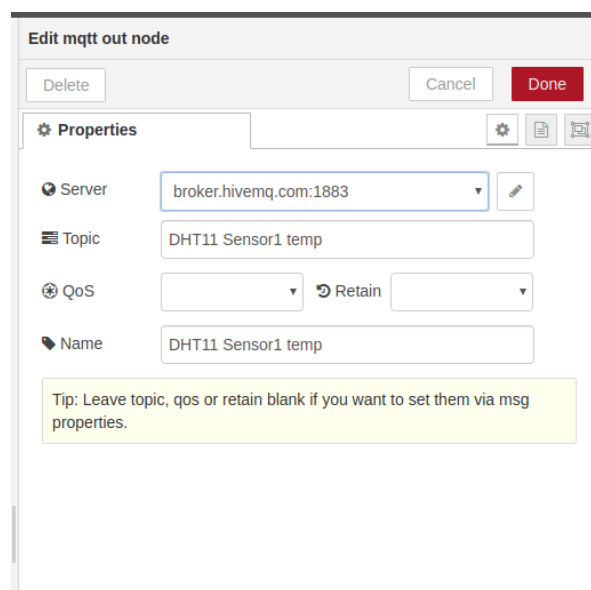 Edit mqtt out node
Delete
Cancel
Done
Properties
Server
broker.hivemq.com:1883
Topic
DHT11 Sensor1 temp
QoS
Retain
Name
DHT11 Sensor1 temp
Tip: Leave topic, qos or retain blank if you want to set them via msg
properties.